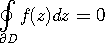 ∮_{∂D} f(z)dz = 0